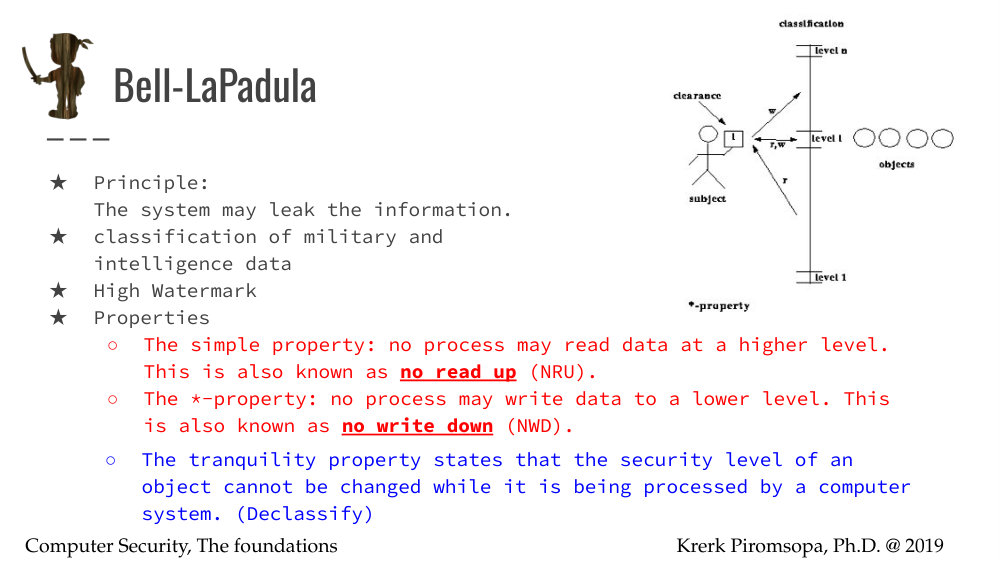 Bell-LaPadula
★ Principle:
The system may leak the information.
★ classification of military and
intelligence data
★ High Watermark
★ Properties
○ The simple property: no process may read data at a higher level.
This is also known as no read up (NRU).
○ The *-property: no process may write data to a lower level. This
is also known as no write down (NWD).
○ The tranquility property states that the security level of an
object cannot be changed while it is being processed by a computer
system. (Declassify)
classification
level n
clearance
w
l
r,w
level l
objects
r
subject
level 1
*-property
Computer Security, The foundations
Krerk Piromsopa, Ph.D. @ 2019